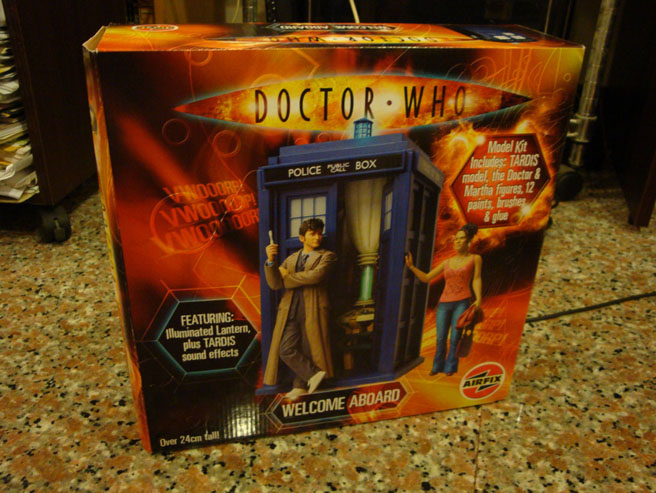 DOCTOR • WHO
POLICE PUBLIC CALL BOX
Model Kit
Includes: TARDIS
model, the Doctor &
Martha figures, 12
paints, brushes
& glue
FEATURING:
Illuminated Lantern,
plus TARDIS
sound effects
WELCOME ABOARD
AIRFIX
Over 24cm tall!